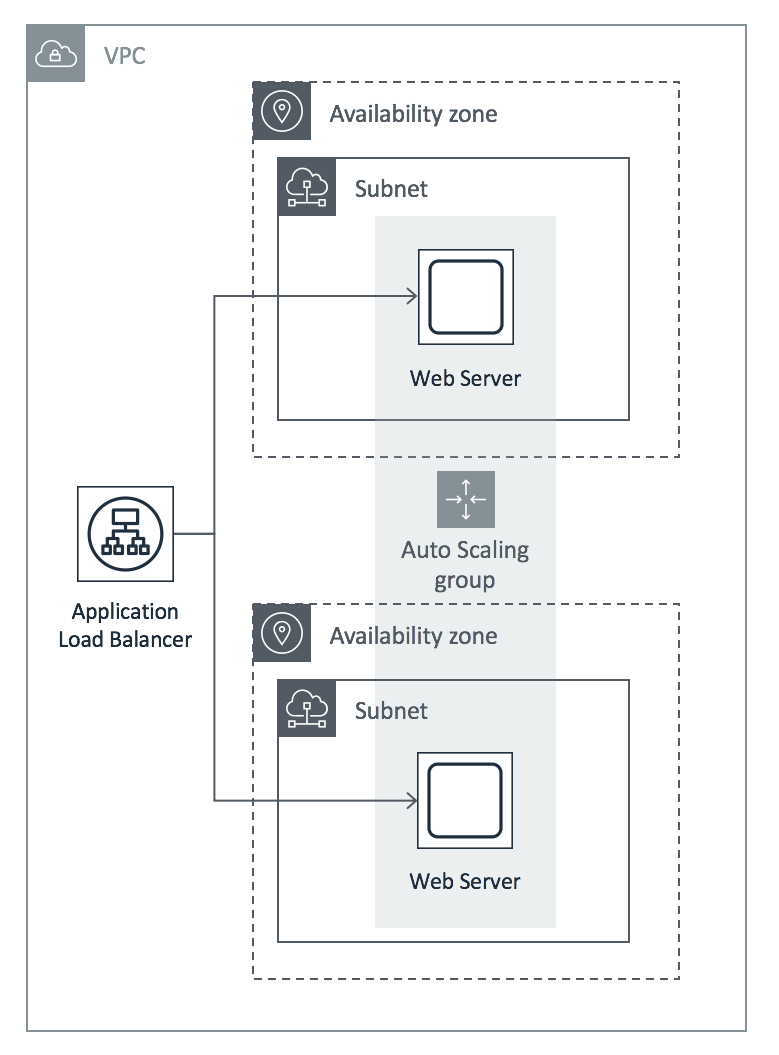 VPC
Availability zone
Subnet
Web Server
Auto Scaling
group
Application
Load Balancer
Availability zone
Subnet
Web Server